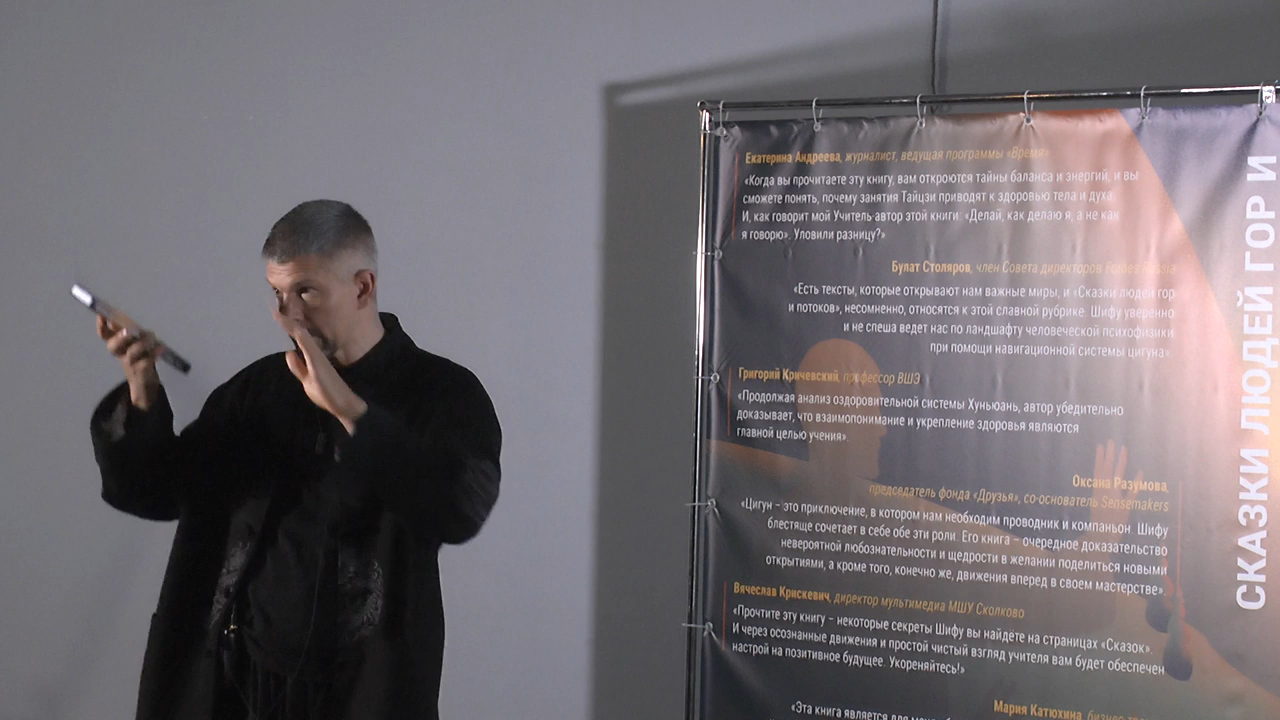 Екатерина Андреева, журналист, ведущая программы «Время»
«Когда вы прочитаете эту книгу, вам откроются тайны баланса и энергий, и вы
сможете понять, почему занятия Тайцзи приводят к здоровью тела и духа.
И, как говорит мой Учитель-автор этой книги: «Делай, как делаю я, а не как
я говорю». Уловили разницу?»
Булат Столяров, член Совета директоров Forbes Russia
«Есть тексты, которые открывают нам важные миры, и «Сказки людей гор
и потоков», несомненно, относятся к этой славной рубрике. Шифу уверенно
и не спеша ведет нас по ландшафту человеческой психофизики
при помощи навигационной системы цигуна»
Григорий Кричевский, профессор ВШЭ
«Продолжая анализ оздоровительной системы Хуньюань, автор убедительно
доказывает, что взаимопонимание и укрепление здоровья являются
главной целью учения».
Оксана Разумова,
председатель фонда «Друзья», со-основатель Sensemakers
«Цигун – это приключение, в котором нам необходим проводник и компаньон. Шифу
блестяще сочетает в себе обе эти роли. Его книга – очередное доказательство
невероятной любознательности и щедрости в желании поделиться новыми
открытиями, а кроме того, конечно же, движения вперед в своем мастерстве».
Вячеслав Крискевич, директор мультимедиа МШУ Сколково
«Прочтите эту книгу – некоторые секреты Шифу вы найдёте на страницах «Сказок».
И через осознанные движения и простой чистый взгляд учителя вам будет обеспечен
настрой на позитивное будущее. Укореняйтесь!»
Мария Катюхина, бизнес
«Эта книга является для
СКАЗКИ ЛЮДЕЙ ГОР И